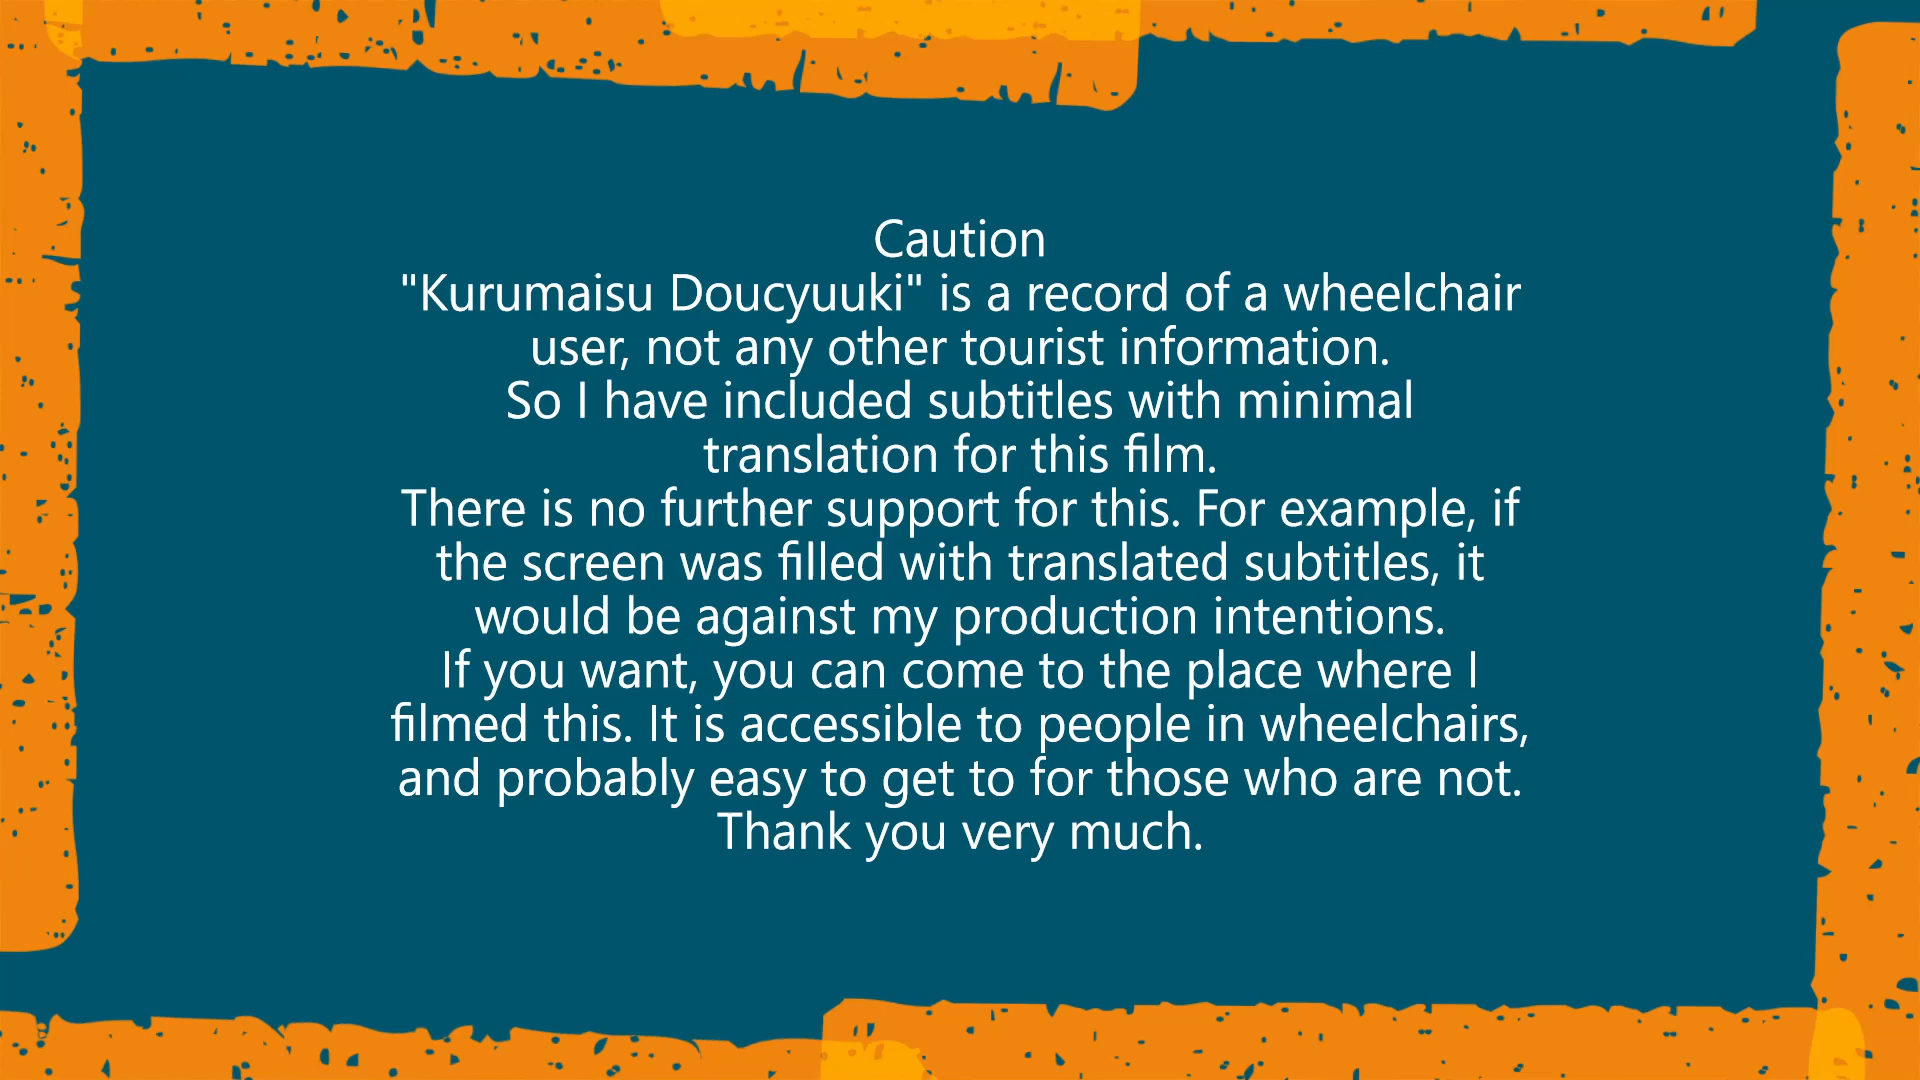 Caution
"Kurumaisu Doucyuuki" is a record of a wheelchair
user, not any other tourist information.
So I have included subtitles with minimal
translation for this film.
There is no further support for this. For example, if
the screen was filled with translated subtitles, it
would be against my production intentions.
If you want, you can come to the place where I
filmed this. It is accessible to people in wheelchairs,
and probably easy to get to for those who are not.
Thank you very much.